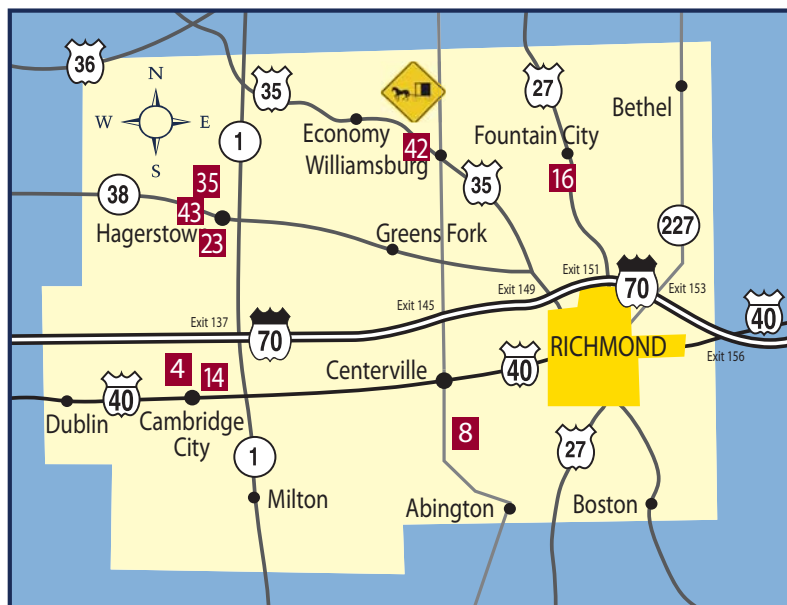 36
N
W
E
S
35
27
Bethel
1
Economy
Fountain City
Williamsburg
42
16
35
38
35
43
Hagerstown
23
Greens Fork
227
Exit 151
70
Exit 153
Exit 149
Exit 145
Exit 137
70
40
RICHMOND
Exit 156
4
14
Centerville
40
40
Dublin
Cambridge
City
8
27
1
Milton
Abington
Boston